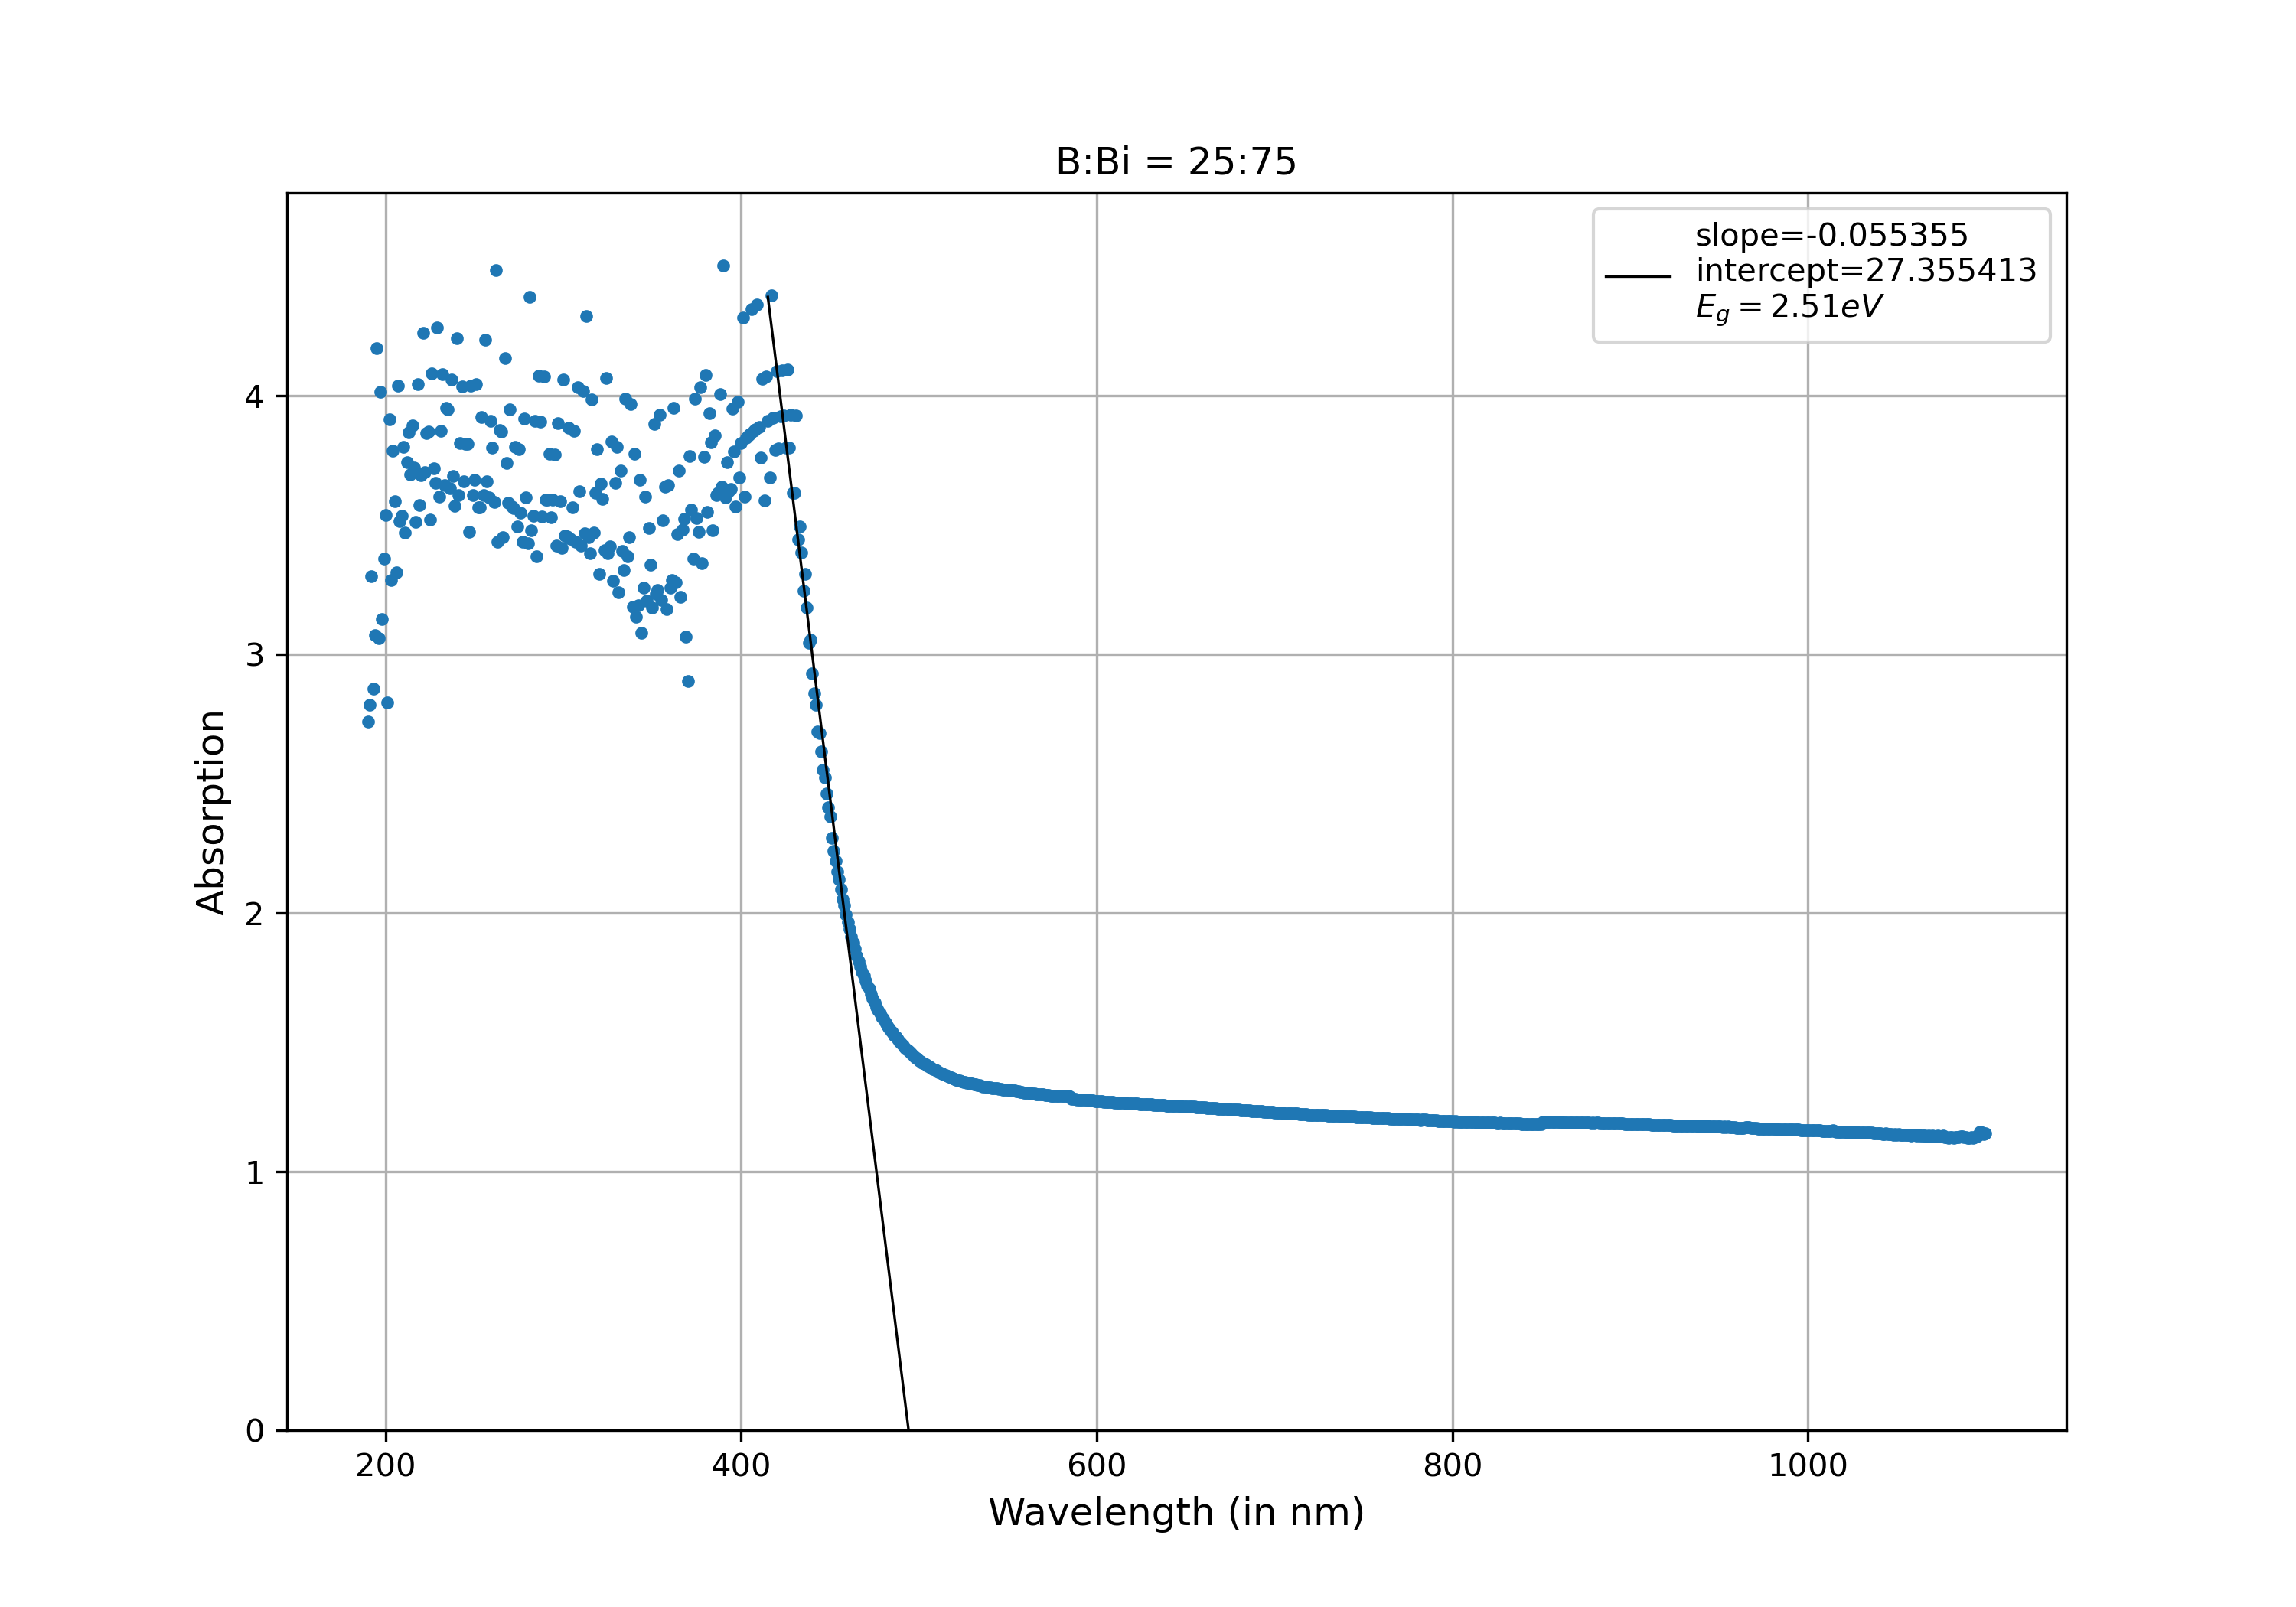 B:Bi = 25:75
slope=-0.055355
intercept=27.355413
E_g = 2.51eV
Absorption
4
3
2
1
0
200 400 600 800 1000
Wavelength (in nm)